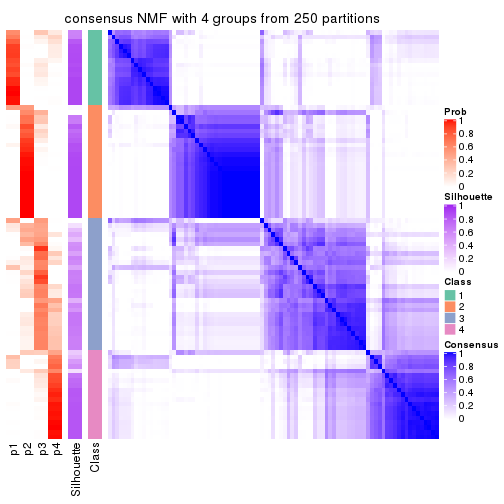 consensus NMF with 4 groups from 250 partitions
p1
p2
p3
p4
Silhouette
Class
Prob
1
0.8
0.6
0.4
0.2
0
Silhouette
1
0.8
0.6
0.4
0.2
0
Class
1
2
3
4
Consensus
1
0.8
0.6
0.4
0.2
0